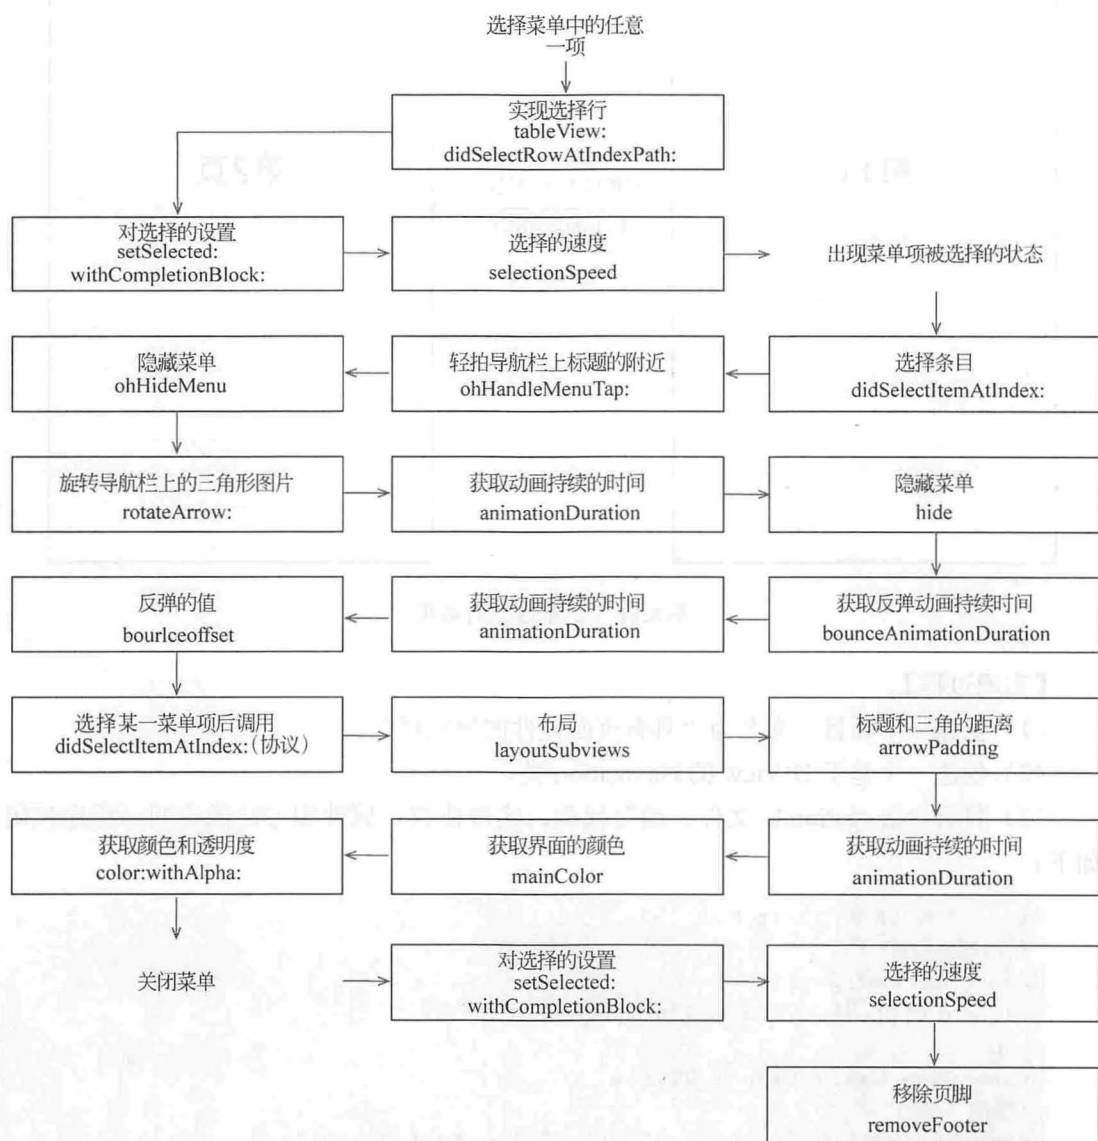 选择菜单中的任意
一项
实现选择行
tableView:
didSelectRowAtIndexPath:
对选择的设置
setSelected:
withCompletionBlock:
选择的速度
selectionSpeed
出现菜单项被选择的状态
选择条目
didSelectItemAtIndex:
轻拍导航栏上标题的附近
ohHandleMenuTap:
隐藏菜单
ohHideMenu
旋转导航栏上的三角形图片
rotateArrow:
获取动画持续的时间
animationDuration
隐藏菜单
hide
获取反弹动画持续时间
bounceAnimationDuration
获取动画持续的时间
animationDuration
反弹的值
bourlceoffset
选择某一菜单项后调用
didSelectItemAtIndex:(协议)
布局
layoutSubviews
标题和三角的距离
arrowPadding
获取动画持续的时间
animationDuration
获取界面的颜色
mainColor
获取颜色和透明度
color:withAlpha:
关闭菜单
对选择的设置
setSelected:
withCompletionBlock:
选择的速度
selectionSpeed
移除页脚
removeFooter